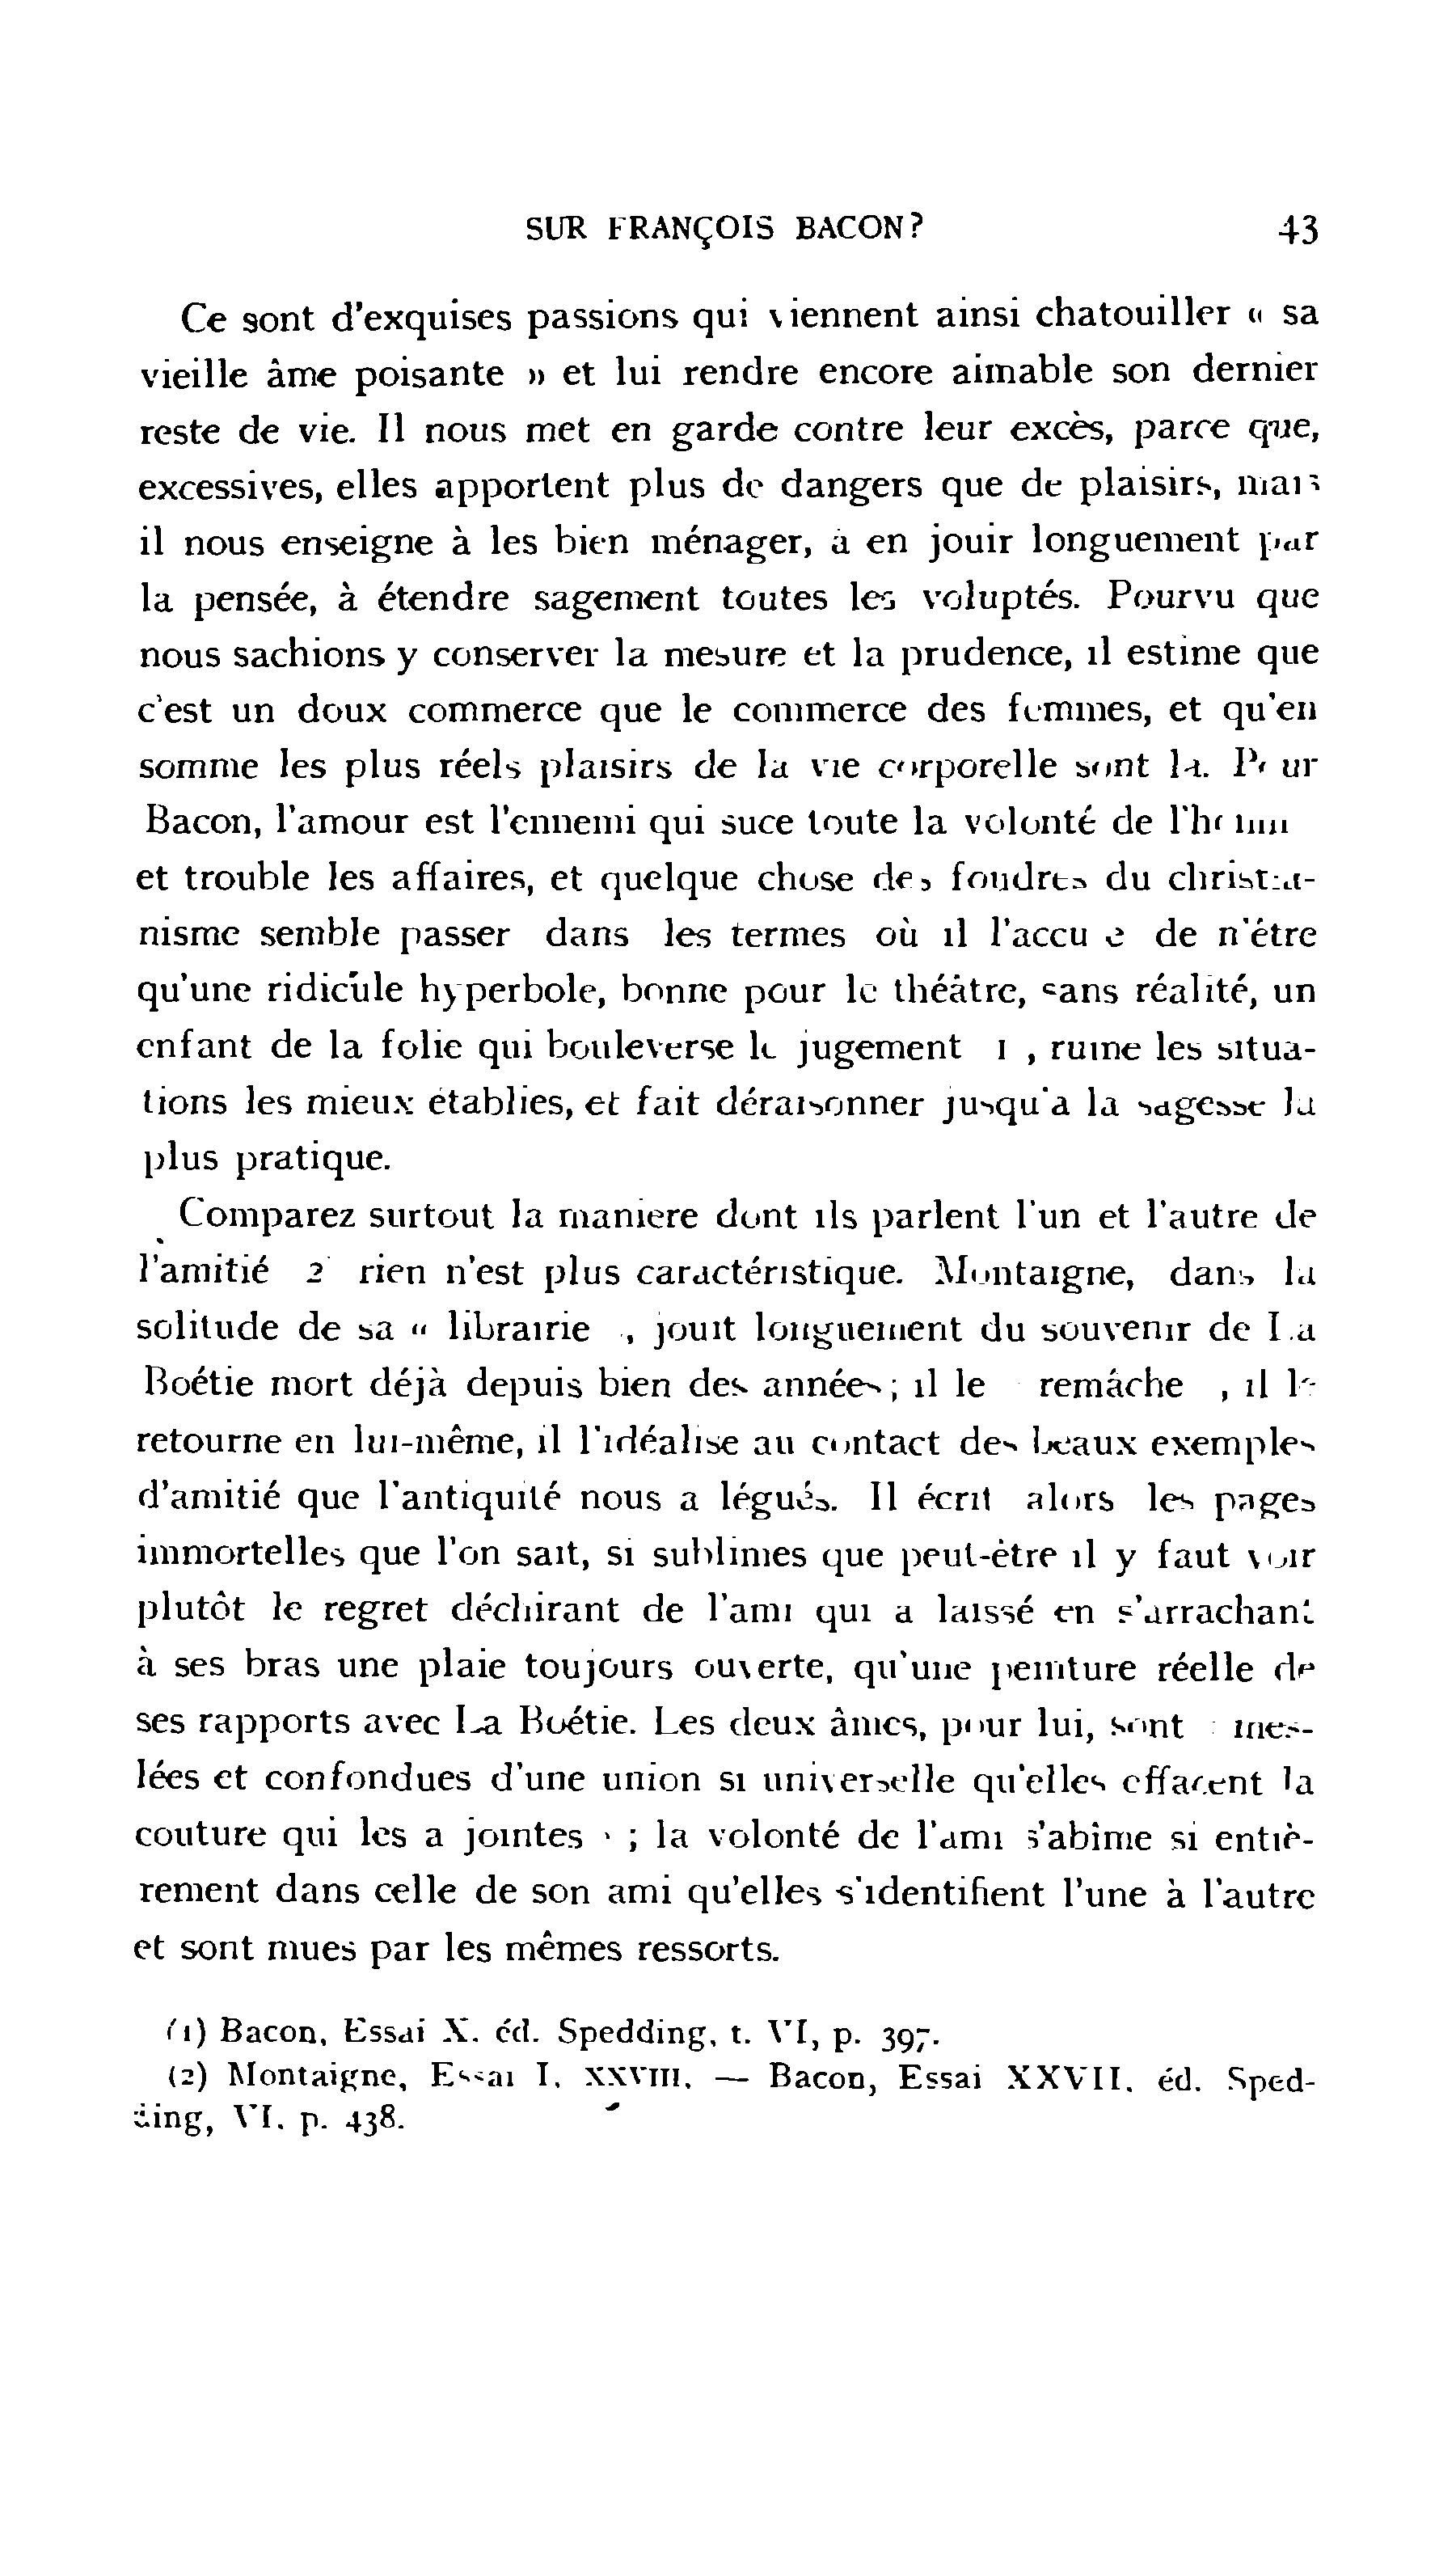 SUR FRANÇOIS BACON? 43
Ce sont d'exquises passions qui viennent ainsi chatouiller « sa
vieille âme poisante » et lui rendre encore aimable son dernier
reste de vie. Il nous met en garde contre leur excès, parce que,
excessives, elles apportent plus de dangers que de plaisirs, mais
il nous enseigne à les bien ménager, à en jouir longuement par
la pensée, à étendre sagement toutes les voluptés. Pourvu que
nous sachions y conserver la mesure et la prudence, il estime que
c'est un doux commerce que le commerce des femmes, et qu'en
somme les plus réels plaisirs de la vie corporelle sont là. Pour
Bacon, l'amour est l'ennemi qui suce toute la volonté de
et trouble les affaires, et quelque chose des foudres du christia-
nisme semble passer dans les termes où il l'accuse de n'être
qu'une ridicule hyperbole, bonne pour le théâtre, sans réalité, un
enfant de la folie qui bouleverse le jugement 1 , ruine les situa-
tions les mieux établies, et fait déraisonner jusqu'à la sagesse la
plus pratique.
Comparez surtout la manière dont ils parlent l'un et l'autre de
l'amitié 2 rien n'est plus caractéristique. Montaigne, dans la
solitude de sa « librairie , jouit longuement du souvenir de La
Boétie mort déjà depuis bien des années ; il le remâche , il le
retourne en lui-même, il l'idéalise au contact des beaux exemples
d'amitié que l'antiquité nous a légués. Il écrit alors les pages
immortelles que l'on sait, si sublimes que peut-être il y faut voir
plutôt le regret déchirant de l'ami qui a laissé en s'arrachant
à ses bras une plaie toujours ouverte, qu'une peinture réelle de
ses rapports avec La Boétie. Les deux âmes, pour lui, sont mes-
lées et confondues d'une union si universelle qu'elles effacent la
couture qui les a jointes ; la volonté de l'ami s'abîme si entiè-
rement dans celle de son ami qu'elles s'identifient l'une à l'autre
et sont mues par les mêmes ressorts.
(1) Bacon, Essai X. éd. Spedding, t. VI, p. 397.
(2) Montaigne, Essai I, XXVIII. — Bacon, Essai XXVII. éd. Sped-
ding, VI. p. 438.